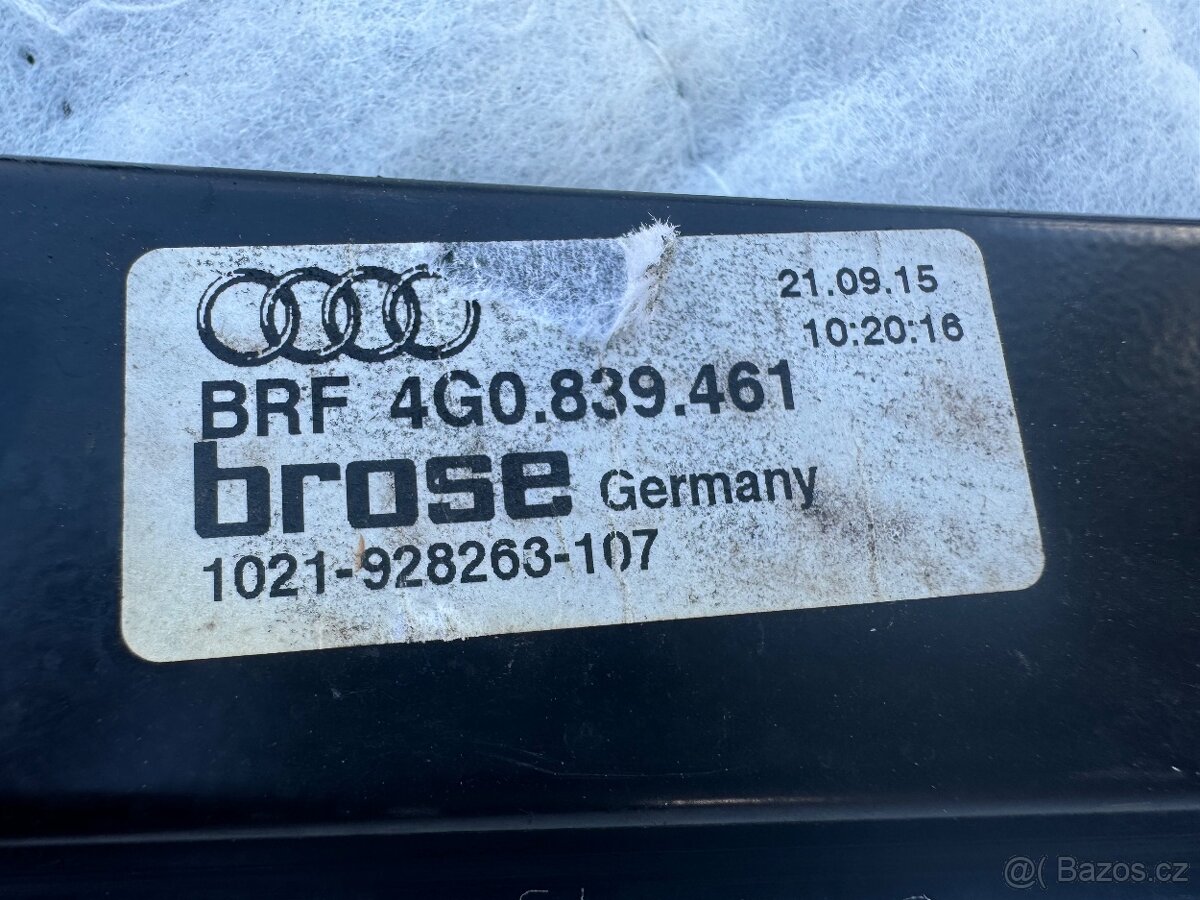 21.09.15
10:20:16
BRF 4G0.839.461
brose Germany
1021-928263-107
@( Bazos.cz